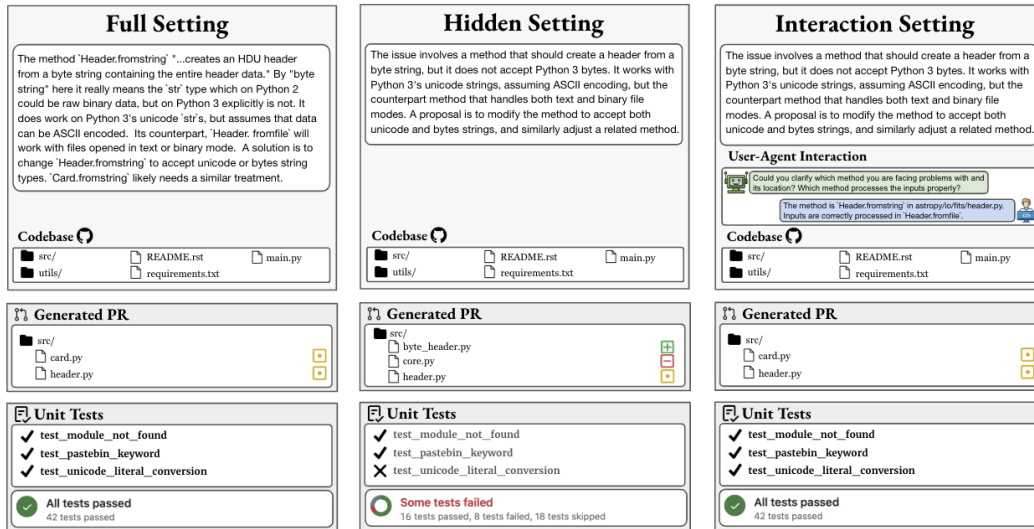 Full Setting
The method `Header.fromstring` "...creates an HDU header
from a byte string containing the entire header data." By "byte
string" here it really means the `str` type which on Python 2
could be raw binary data, but on Python 3 explicitly is not. It
does work on Python 3's unicode `str`s, but assumes that data
can be ASCII encoded. Its counterpart, `Header. fromfile` will
work with files opened in text or binary mode. A solution is to
change `Header.fromstring` to accept unicode or bytes string
types. `Card.fromstring` likely needs a similar treatment.
Codebase
src/
README.rst
main.py
utils/
requirements.txt
Generated PR
src/
card.py
header.py
Unit Tests
test_module_not_found
test_pastebin_keyword
test_unicode_literal_conversion
All tests passed
42 tests passed
Hidden Setting
The issue involves a method that should create a header from a
byte string, but it does not accept Python 3 bytes. It works with
Python 3's unicode strings, assuming ASCII encoding, but the
counterpart method that handles both text and binary file
modes. A proposal is to modify the method to accept both
unicode and bytes strings, and similarly adjust a related method.
Codebase
src/
README.rst
main.py
utils/
requirements.txt
Generated PR
src/
byte_header.py
core.py
header.py
Unit Tests
test_module_not_found
test_pastebin_keyword
test_unicode_literal_conversion
Some tests failed
16 tests passed, 8 tests failed, 18 tests skipped
Interaction Setting
The issue involves a method that should create a header from a
byte string, but it does not accept Python 3 bytes. It works with
Python 3's unicode strings, assuming ASCII encoding, but the
counterpart method that handles both text and binary file
modes. A proposal is to modify the method to accept both
unicode and bytes strings, and similarly adjust a related method.
User-Agent Interaction
Could you clarify which method you are facing problems with and
its location? Which method processes the inputs properly?
The method is `Header.fromstring` in astropy/io/fits/header.py.
Inputs are correctly processed in `Header.fromfile`.
Codebase
src/
README.rst
main.py
utils/
requirements.txt
Generated PR
src/
card.py
header.py
Unit Tests
test_module_not_found
test_pastebin_keyword
test_unicode_literal_conversion
All tests passed
42 tests passed